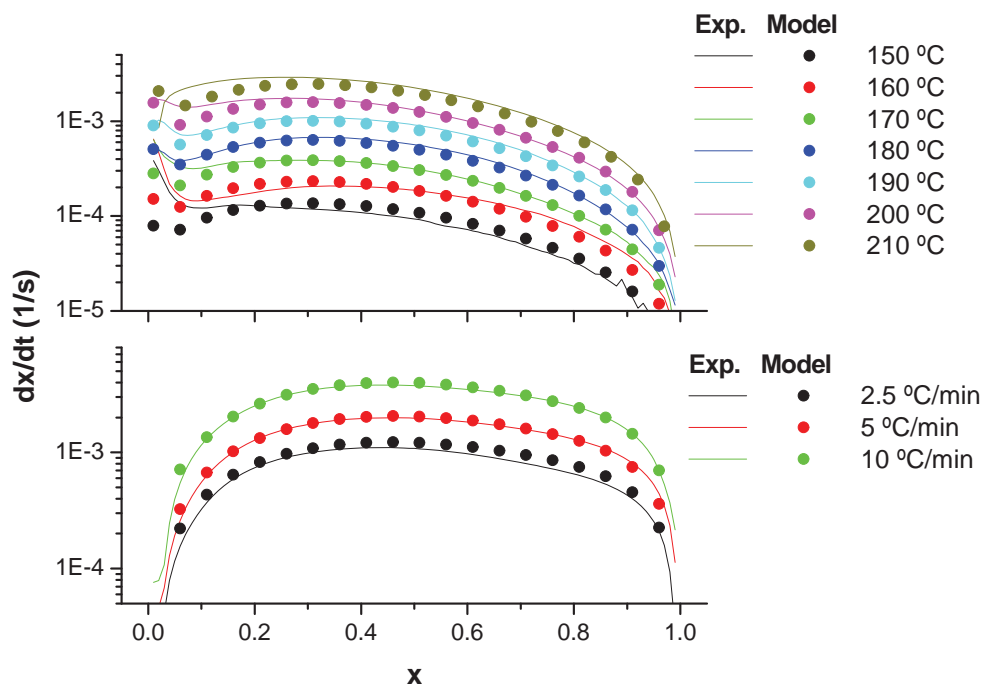 Exp. Model
150 ºC
160 ºC
170 ºC
180 ºC
190 ºC
200 ºC
210 ºC
1E-3
1E-4
1E-5
dx/dt (1/s)
Exp. Model
2.5 ºC/min
5 ºC/min
10 ºC/min
1E-3
1E-4
0.0 0.2 0.4 0.6 0.8 1.0
x